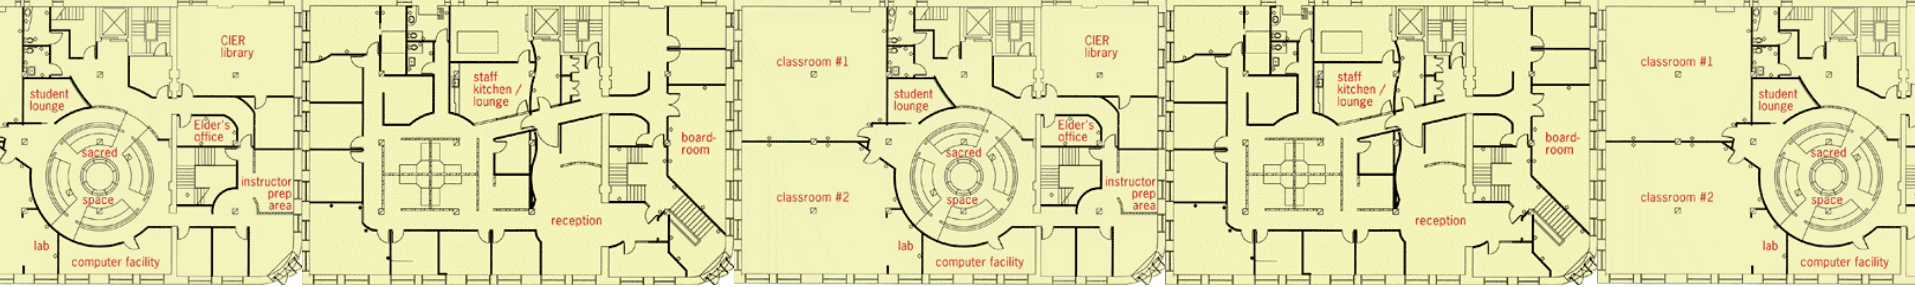 CIER
library
student
lounge
Elder's
office
sacred
space
instructor
prep
area
lab
computer facility
staff
kitchen /
lounge
board-
room
reception
classroom #1
classroom #2
CIER
library
student
lounge
Elder's
office
sacred
space
instructor
prep
area
lab
computer facility
staff
kitchen /
lounge
board-
room
reception
classroom #1
classroom #2
student
lounge
sacred
space
lab
computer facility